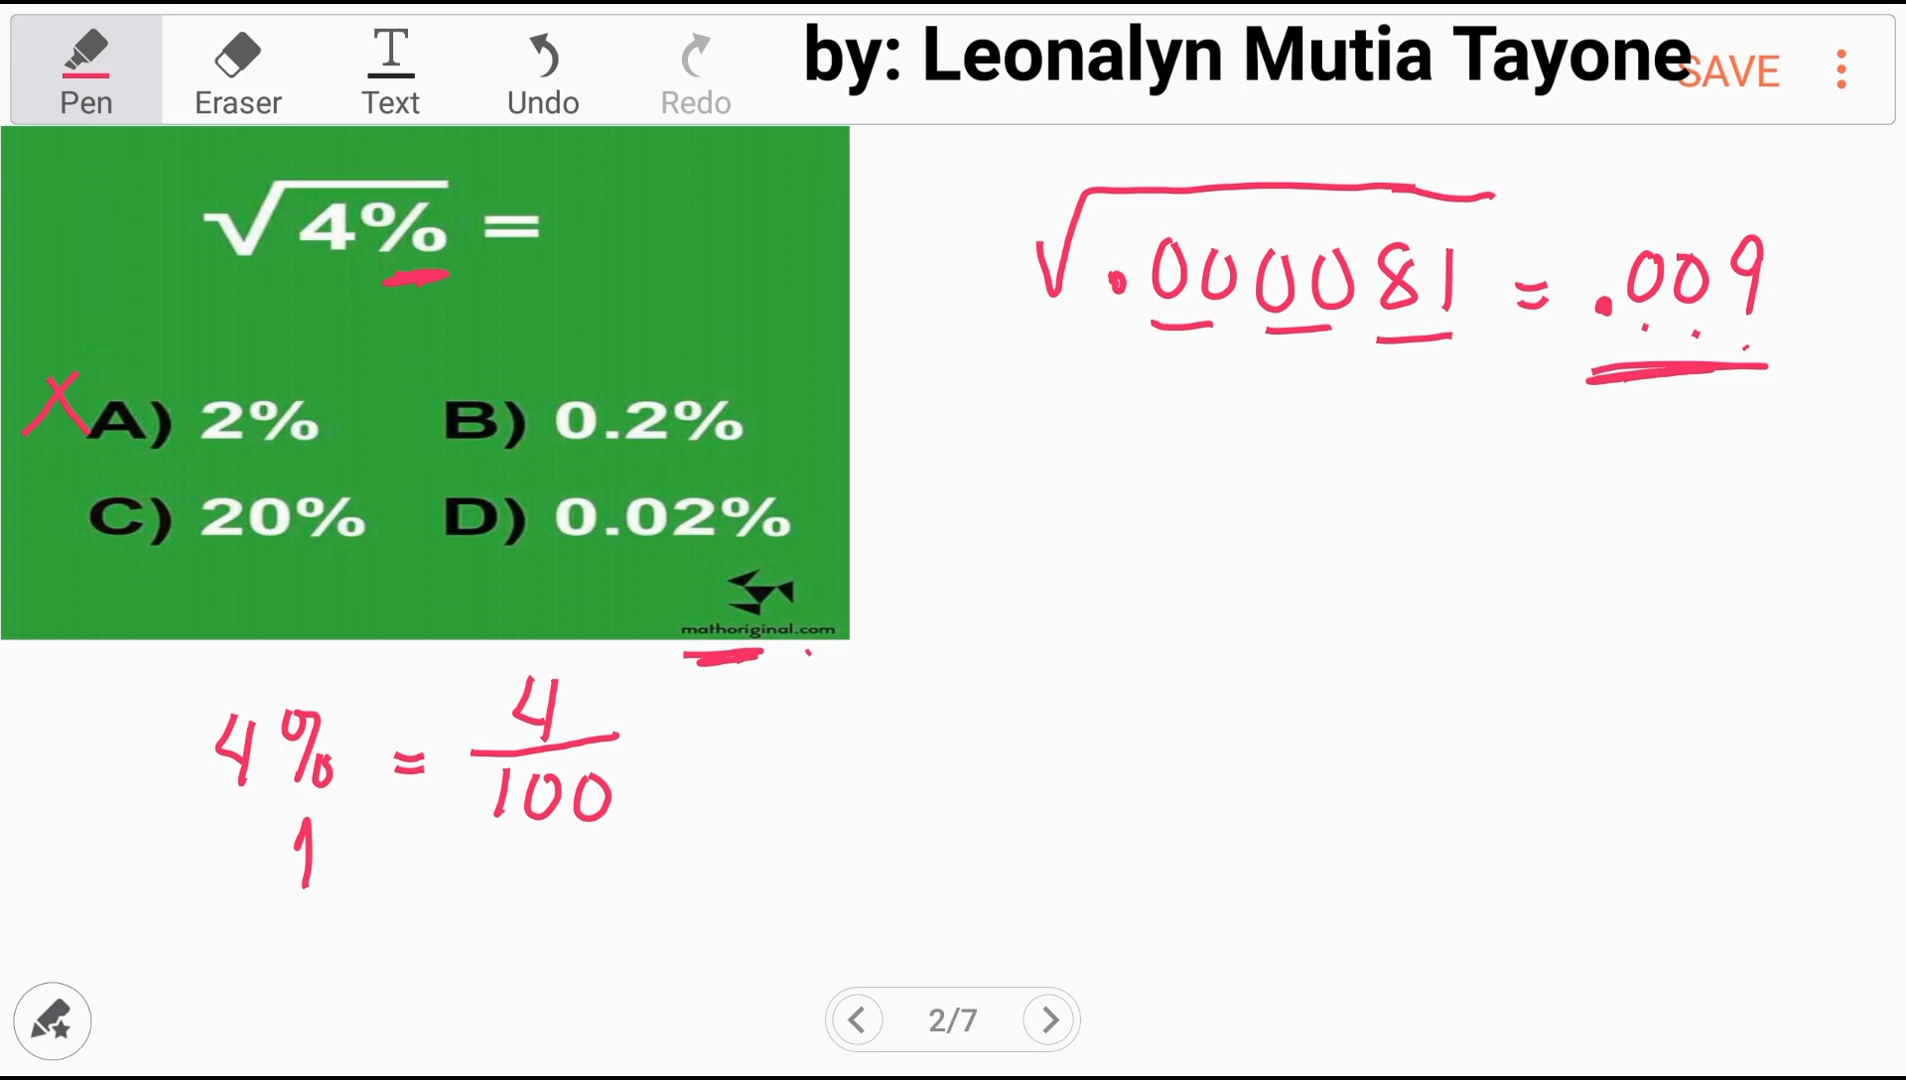 by: Leonalyn Mutia Tayone
Pen Eraser Text Undo Redo SAVE
√4% =
A) 2% B) 0.2%
C) 20% D) 0.02%
mathoriginal.com
√.000081 = .009
4% = 4/100
1
2/7